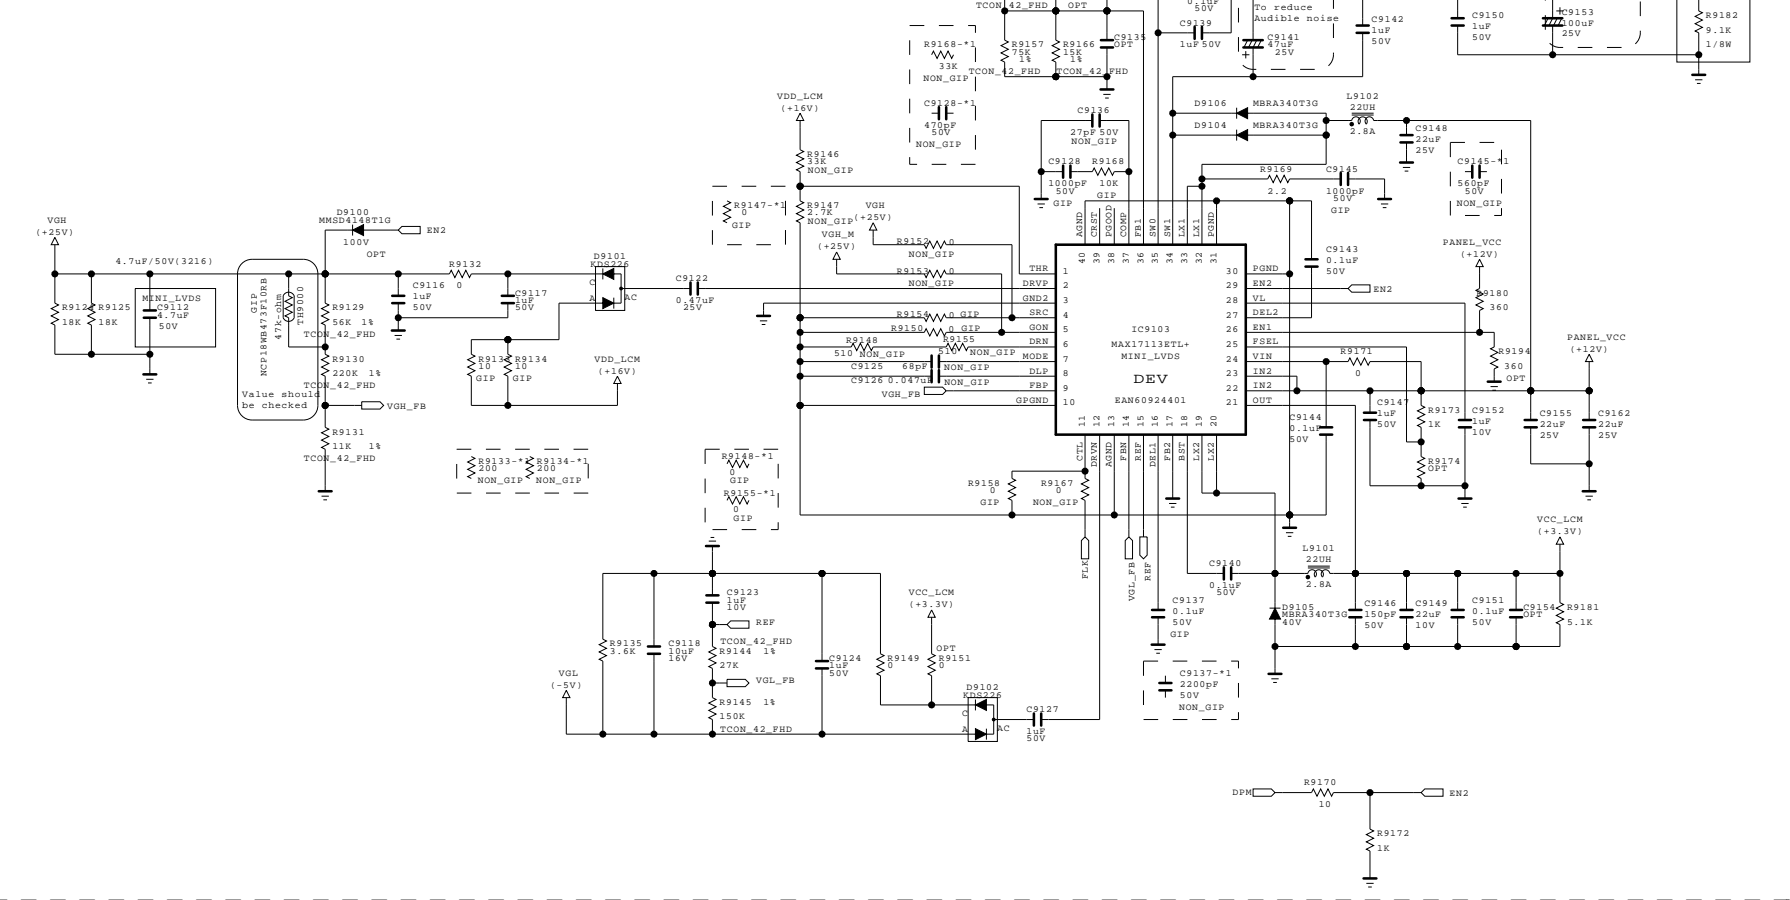 TCON_42_FHD
OPT
R9157
75K
1%
TCON_42_FHD
R9166
15K
1%
TCON_42_FHD
C9135
OPT
0.1uF
50V
C9139
1uF 50V
To reduce
Audible noise
C9141
47uF
25V
C9142
1uF
50V
C9150
1uF
50V
C9153
100uF
25V
R9182
9.1K
1/8W
R9168-*1
33K
NON_GIP
C9128-*1
470pF
50V
NON_GIP
VDD_LCM
(+16V)
R9146
33K
NON_GIP
R9147-*1
0
GIP
R9147
2.7K
NON_GIP
C9136
27pF 50V
NON_GIP
C9128
1000pF
50V
GIP
R9168
10K
GIP
D9106
MBRA340T3G
D9104
MBRA340T3G
L9102
22UH
2.8A
C9148
22uF
25V
R9169
2.2
C9145
1000pF
50V
GIP
C9145-*1
560pF
50V
NON_GIP
PANEL_VCC
(+12V)
R9180
360
R9194
360
OPT
PANEL_VCC
(+12V)
C9143
0.1uF
50V
VGH
(+25V)
VGH_M
(+25V)
R9152
0
NON_GIP
R9153
0
NON_GIP
R9154
0 GIP
R9150
0 GIP
R9148
510 NON_GIP
R9155
510 NON_GIP
C9125 68pF
NON_GIP
C9126 0.047uF
NON_GIP
VGH_FB
VGH
(+25V)
4.7uF/50V(3216)
D9100
MMSD4148T1G
100V
OPT
EN2
R9125
18K
18K
MINI_LVDS
C9112
4.7uF
50V
GIP
NCP18WB473F10RB
47k-ohm
TH9000
Value should
be checked
R9129
56K 1%
TCON_42_FHD
R9130
220K 1%
TCON_42_FHD
VGH_FB
R9131
11K 1%
TCON_42_FHD
C9116
1uF
50V
R9132
0
C9117
1uF
50V
D9101
KDS226
C
A
AC
C9122
0.47uF
25V
R9133
10
GIP
R9134
10
GIP
VDD_LCM
(+16V)
R9133-*1
200
NON_GIP
R9134-*1
200
NON_GIP
R9148-*1
0
GIP
R9155-*1
0
GIP
AGND 40
CRST 39
PGOOD 38
COMP 37
FB1 36
SW0 35
SW1 34
LX1 33
LX1 32
PGND 31
THR 1
DRVP 2
GND2 3
SRC 4
GON 5
DRN 6
MODE 7
DLP 8
FBP 9
GPGND 10
IC9103
MAX17113ETL+
MINI_LVDS
DEV
EAN60924401
30 PGND
29 EN2
28 VL
27 DEL2
26 EN1
25 FSEL
24 VIN
23 IN2
22 IN2
21 OUT
11 CTL
12 DRVN
13 AGND
14 FBN
15 REF
16 DEL1
17 FB2
18 BST
19 LX2
20 LX2
EN2
R9171
0
C9144
0.1uF
50V
C9147
1uF
50V
R9173
1K
R9174
OPT
C9152
1uF
10V
C9155
22uF
25V
C9162
22uF
25V
R9158
0
GIP
R9167
0
NON_GIP
FLK
VGL_FB
REF
C9137
0.1uF
50V
GIP
C9137-*1
2200pF
50V
NON_GIP
C9140
0.1uF
50V
L9101
22UH
2.8A
D9105
MBRA340T3G
40V
C9146
150pF
50V
C9149
22uF
10V
C9151
0.1uF
50V
C9154
OPT
R9181
5.1K
VCC_LCM
(+3.3V)
VGL
(-5V)
R9135
3.6K
C9118
10uF
16V
C9123
1uF
10V
REF
TCON_42_FHD
R9144 1%
27K
VGL_FB
R9145 1%
150K
TCON_42_FHD
C9124
1uF
50V
R9149
0
VCC_LCM
(+3.3V)
OPT
R9151
0
D9102
KDS226
C
A
AC
C9127
1uF
50V
DPM
R9170
10
EN2
R9172
1K